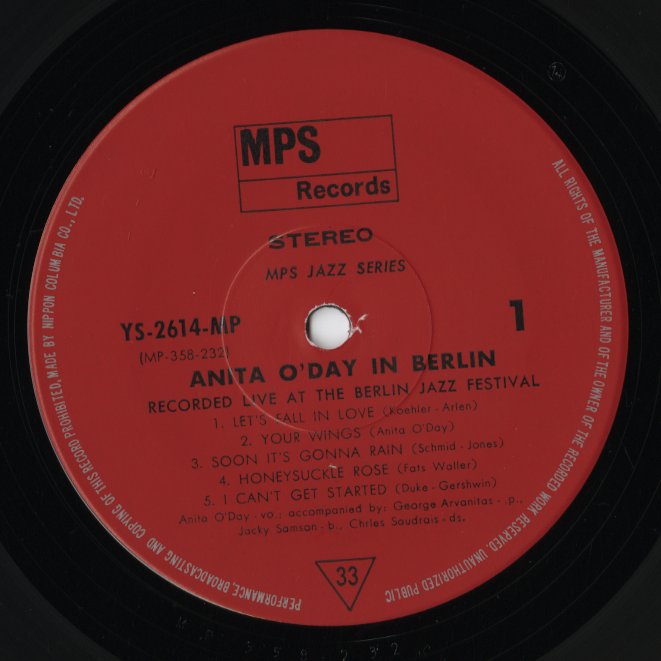 MPS
Records
STEREO
MPS JAZZ SERIES
YS-2614-MP
1
(MP-358-232)
ANITA O'DAY IN BERLIN
RECORDED LIVE AT THE BERLIN JAZZ FESTIVAL
1. LET'S FALL IN LOVE (Koehler - Arlen)
2. YOUR WINGS (Anita O'Day)
3. SOON IT'S GONNA RAIN (Schmid - Jones)
4. HONEYSUCKLE ROSE (Fats Waller)
5. I CAN'T GET STARTED (Duke - Gershwin)
Anita O'Day - vo.; accompanied by: George Arvanitas - p.,
Jacky Samson - b., Chrles Saudrais - ds.
33
ALL RIGHTS OF THE MANUFACTURER AND OF THE OWNER OF THE RECORDED WORK RESERVED. UNAUTHORIZED PUBLIC
PERFORMANCE, BROADCASTING AND COPYING OF THIS RECORD PROHIBITED. MADE BY NIPPON COLUMBIA CO., LTD.